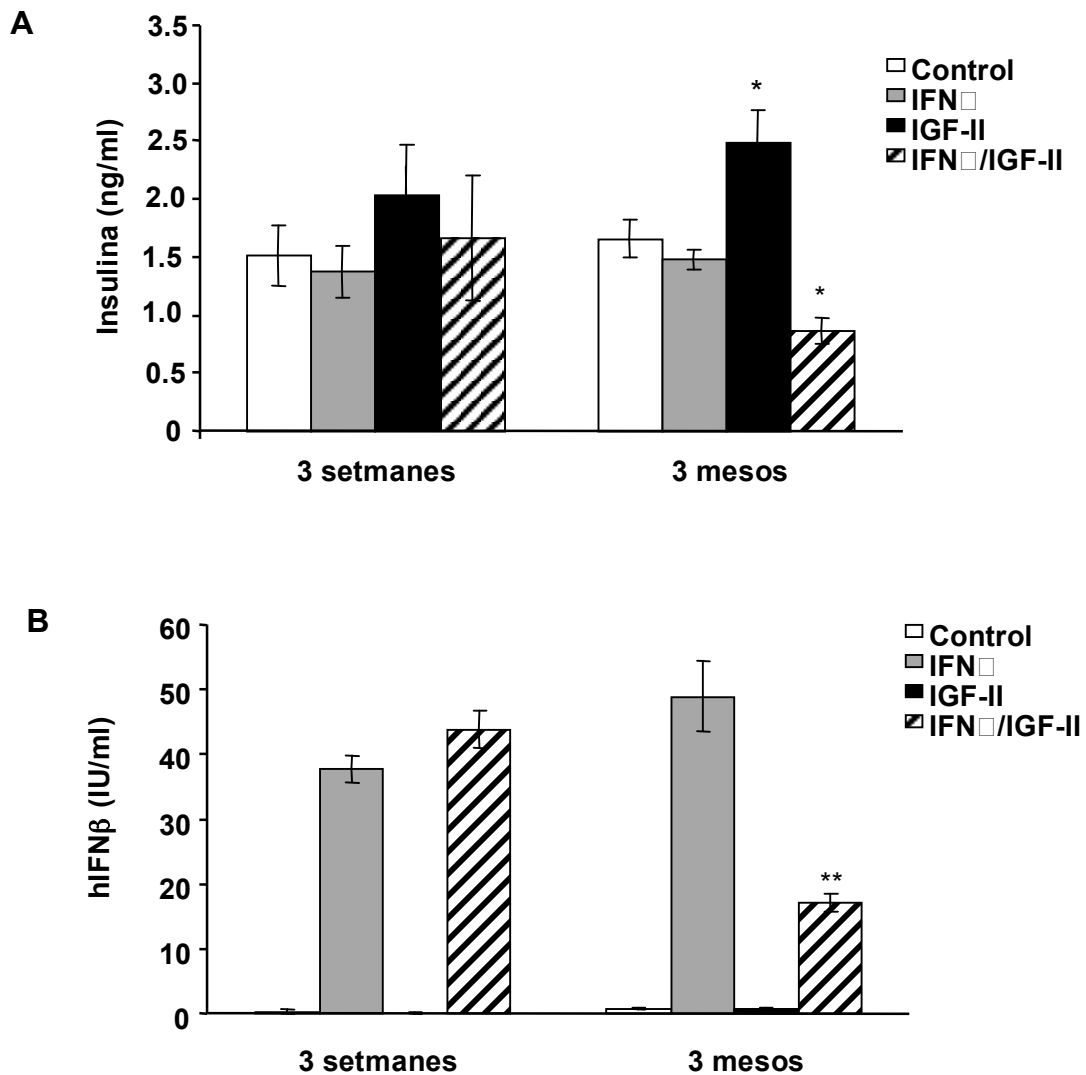 A
Insulina (ng/ml)
3.5
3.0
2.5
2.0
1.5
1.0
0.5
0
*
*
3 setmanes
3 mesos
Control
IFN□
IGF-II
IFN□/IGF-II
B
hIFNβ (IU/ml)
60
50
40
30
20
10
0
**
3 setmanes
3 mesos
Control
IFN□
IGF-II
IFN□/IGF-II